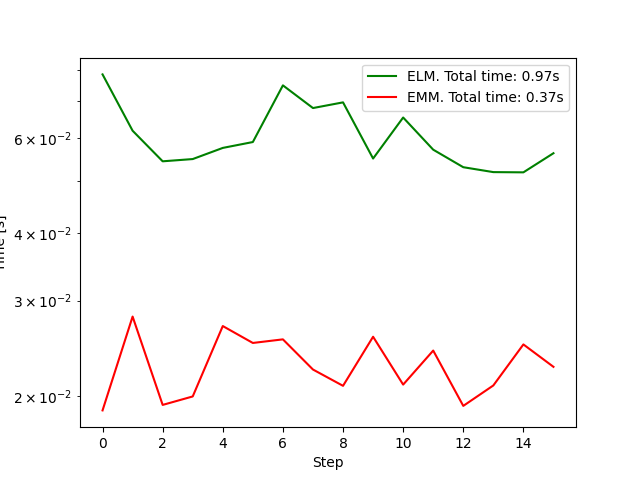 ELM. Total time: 0.97s
EMM. Total time: 0.37s
6 × 10⁻²
4 × 10⁻²
3 × 10⁻²
2 × 10⁻²
0 2 4 6 8 10 12 14
Step